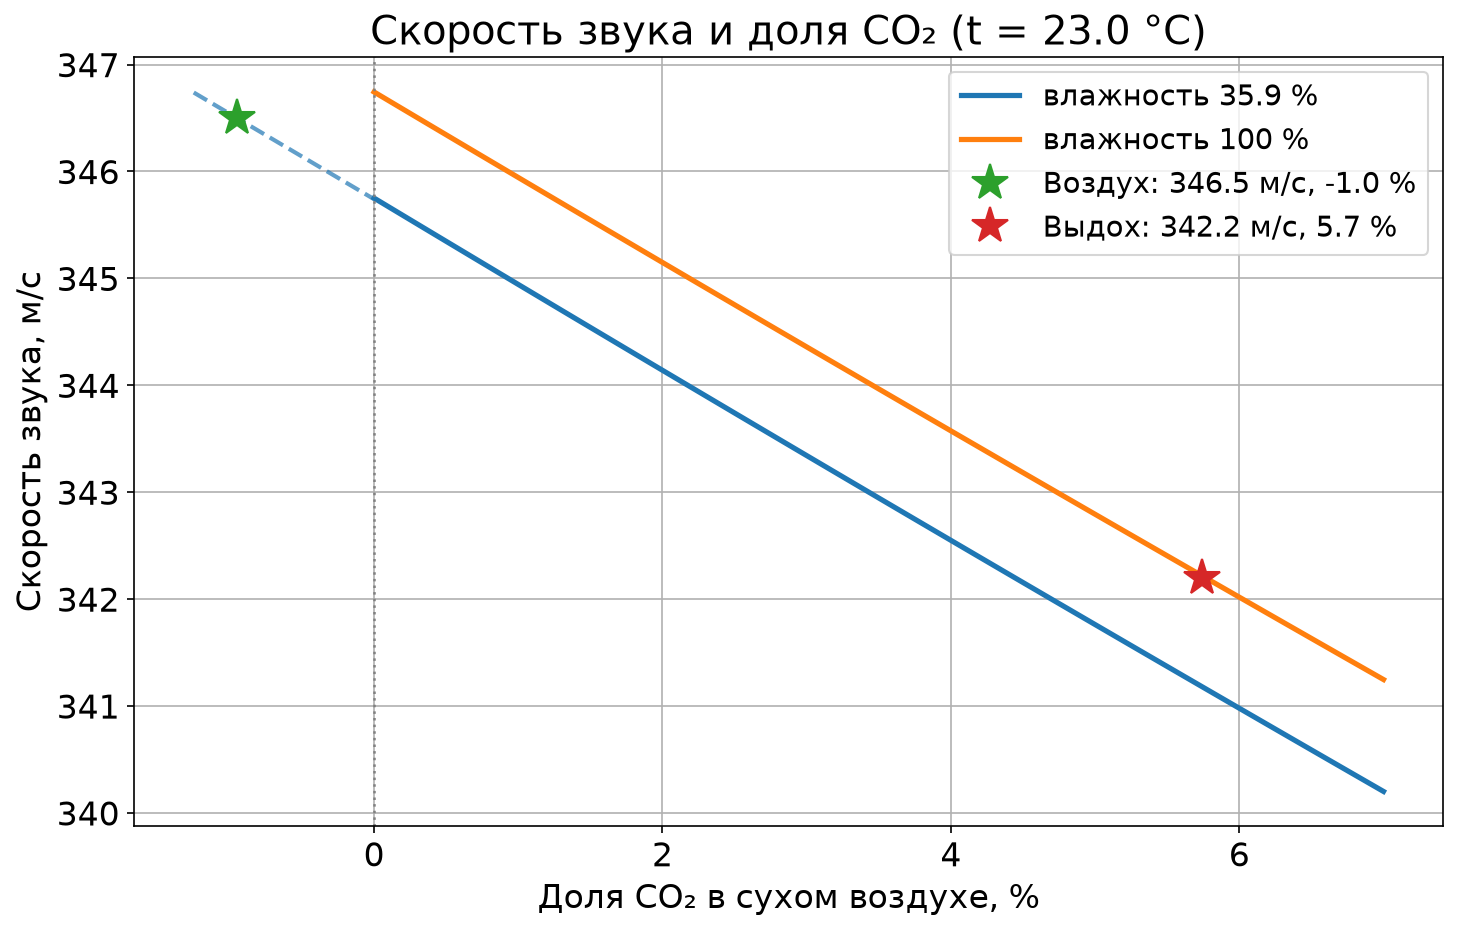 Скорость звука и доля CO₂ (t = 23.0 °C)
Скорость звука, м/с
347
346
345
344
343
342
341
340
влажность 35.9 %
влажность 100 %
Воздух: 346.5 м/с, -1.0 %
Выдох: 342.2 м/с, 5.7 %
0 2 4 6
Доля CO₂ в сухом воздухе, %